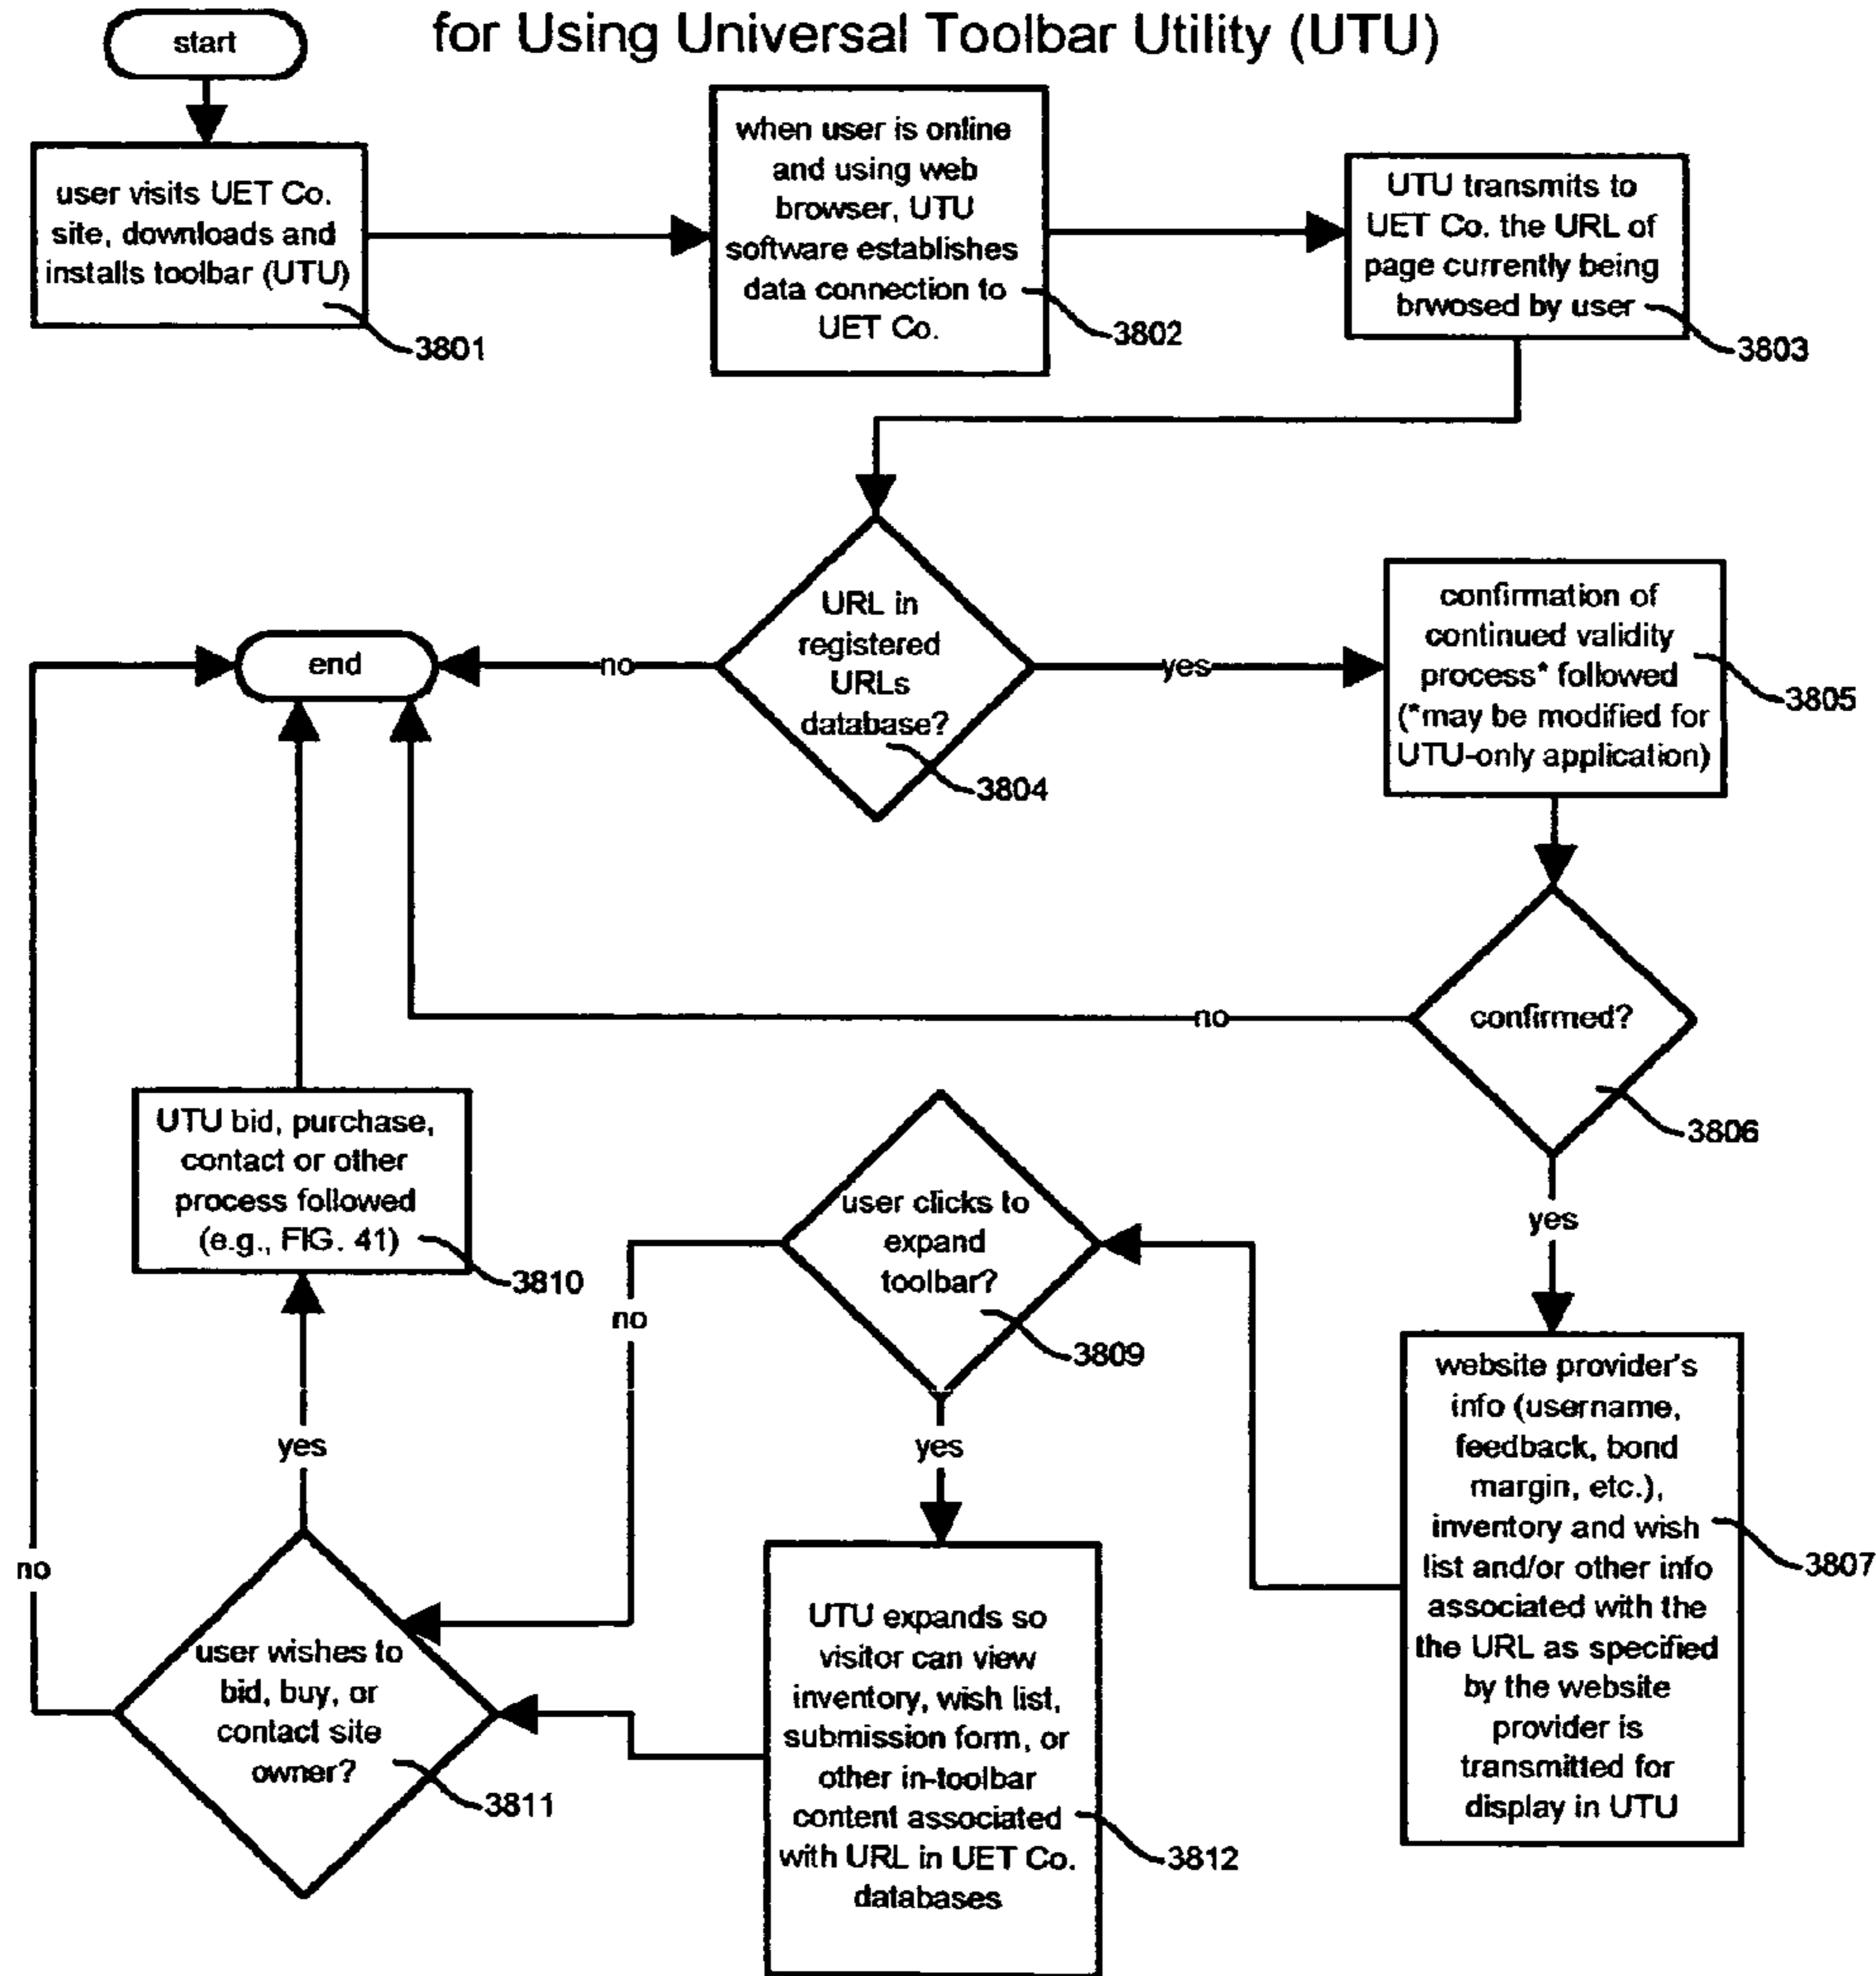 for Using Universal Toolbar Utility (UTU)
start
user visits UET Co.
site, downloads and
installs toolbar (UTU)
3801
when user is online
and using web
browser, UTU
software establishes
data connection to
UET Co.
3802
UTU transmits to
UET Co. the URL of
page currently being
brwosed by user
3803
URL in
registered
URLs
database?
3804
no
end
yes
confirmation of
continued validity
process* followed
(*may be modified for
UTU-only application)
3805
confirmed?
3806
no
yes
website provider's
info (username,
feedback, bond
margin, etc.),
inventory and wish
list and/or other info
associated with the
the URL as specified
by the website
provider is
transmitted for
display in UTU
3807
user clicks to
expand
toolbar?
3809
no
yes
UTU expands so
visitor can view
inventory, wish list,
submission form, or
other in-toolbar
content associated
with URL in UET Co.
databases
3812
UTU bid, purchase,
contact or other
process followed
(e.g., FIG. 41)
3810
yes
user wishes to
bid, buy, or
contact site
owner?
3811
no